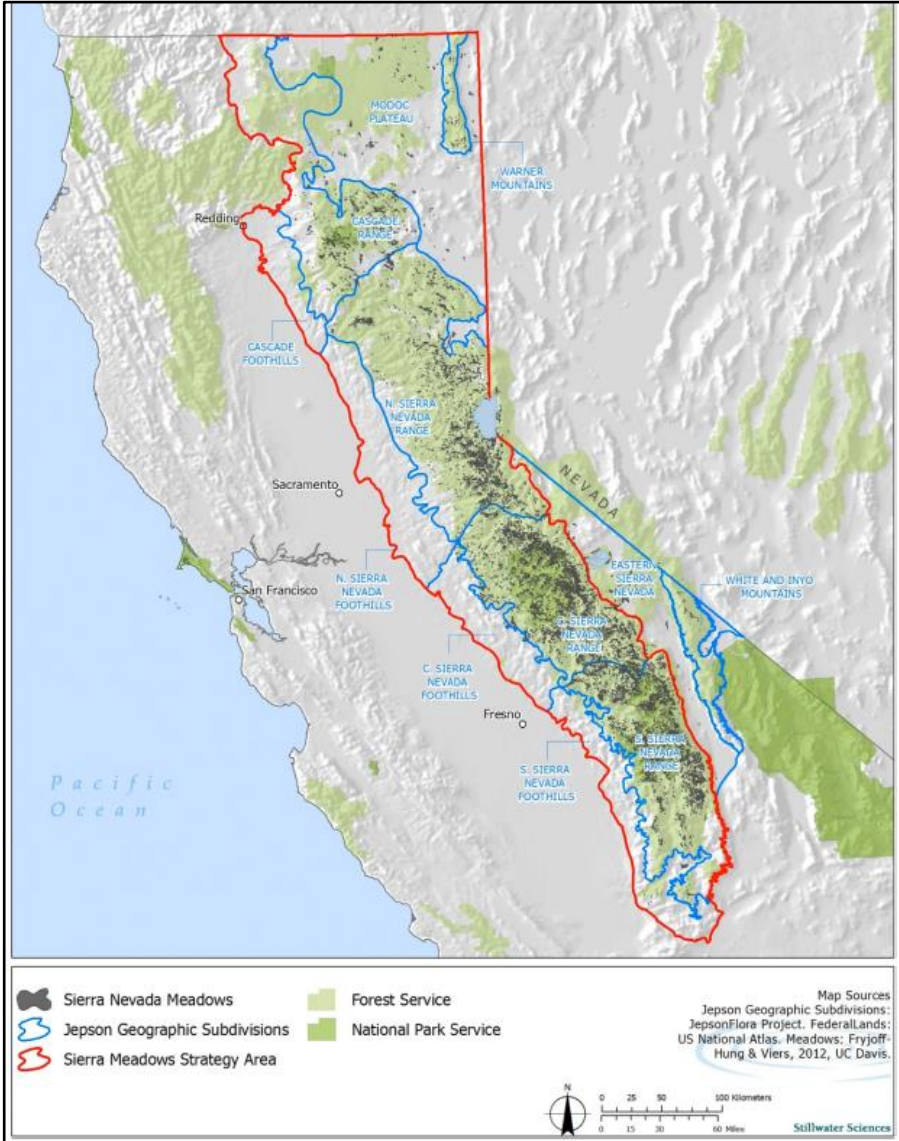 MODOC
PLATEAU
WARNER
MOUNTAINS
Redding
CASCADE
RANGE
CASCADE
FOOTHILLS
N. SIERRA
NEVADA
RANGE
Sacramento
NEVADA
N. SIERRA
NEVADA
FOOTHILLS
EASTERN
SIERRA
NEVADA
WHITE AND INYO
MOUNTAINS
San Francisco
C. SIERRA
NEVADA
RANGE
C. SIERRA
NEVADA
FOOTHILLS
Fresno
S. SIERRA
NEVADA
RANGE
S. SIERRA
NEVADA
FOOTHILLS
Pacific
Ocean
Sierra Nevada Meadows
Jepson Geographic Subdivisions
Sierra Meadows Strategy Area
Forest Service
National Park Service
Map Sources
Jepson Geographic Subdivisions:
JepsonFlora Project. FederalLands:
US National Atlas. Meadows: Fryjoff-
Hung & Viers, 2012, UC Davis.
N
0 25 50 100 Kilometers
0 15 30 60 Miles
Stillwater Sciences